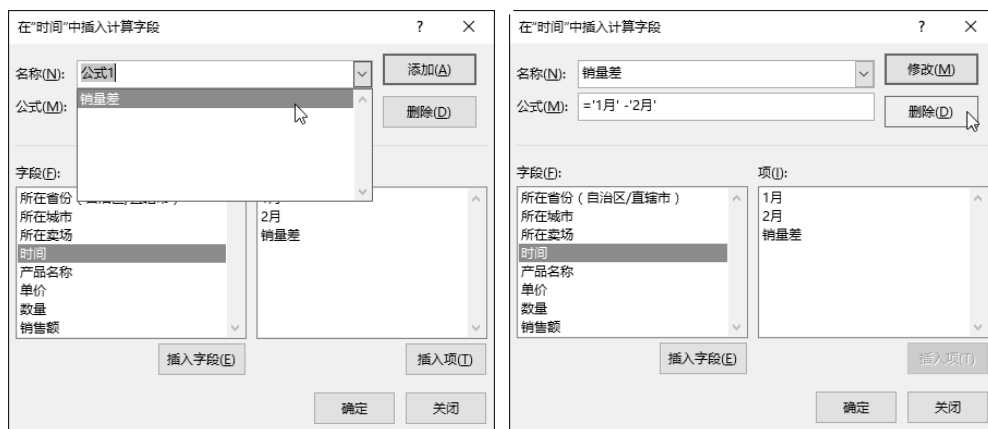 在"时间"中插入计算字段 ? ×
名称(N): 公式1 添加(A)
公式(M): 销量差 删除(D)
字段(F):
所在省份（自治区/直辖市）
所在城市 2月
所在卖场 销量差
时间
产品名称
单价
数量
销售额
插入字段(E) 插入项(T)
确定 关闭
在"时间"中插入计算字段 ? ×
名称(N): 销量差 修改(M)
公式(M): ='1月' -'2月' 删除(D)
字段(F): 项(I):
所在省份（自治区/直辖市） 1月
所在城市 2月
所在卖场 销量差
时间
产品名称
单价
数量
销售额
插入字段(E) 插入项(T)
确定 关闭